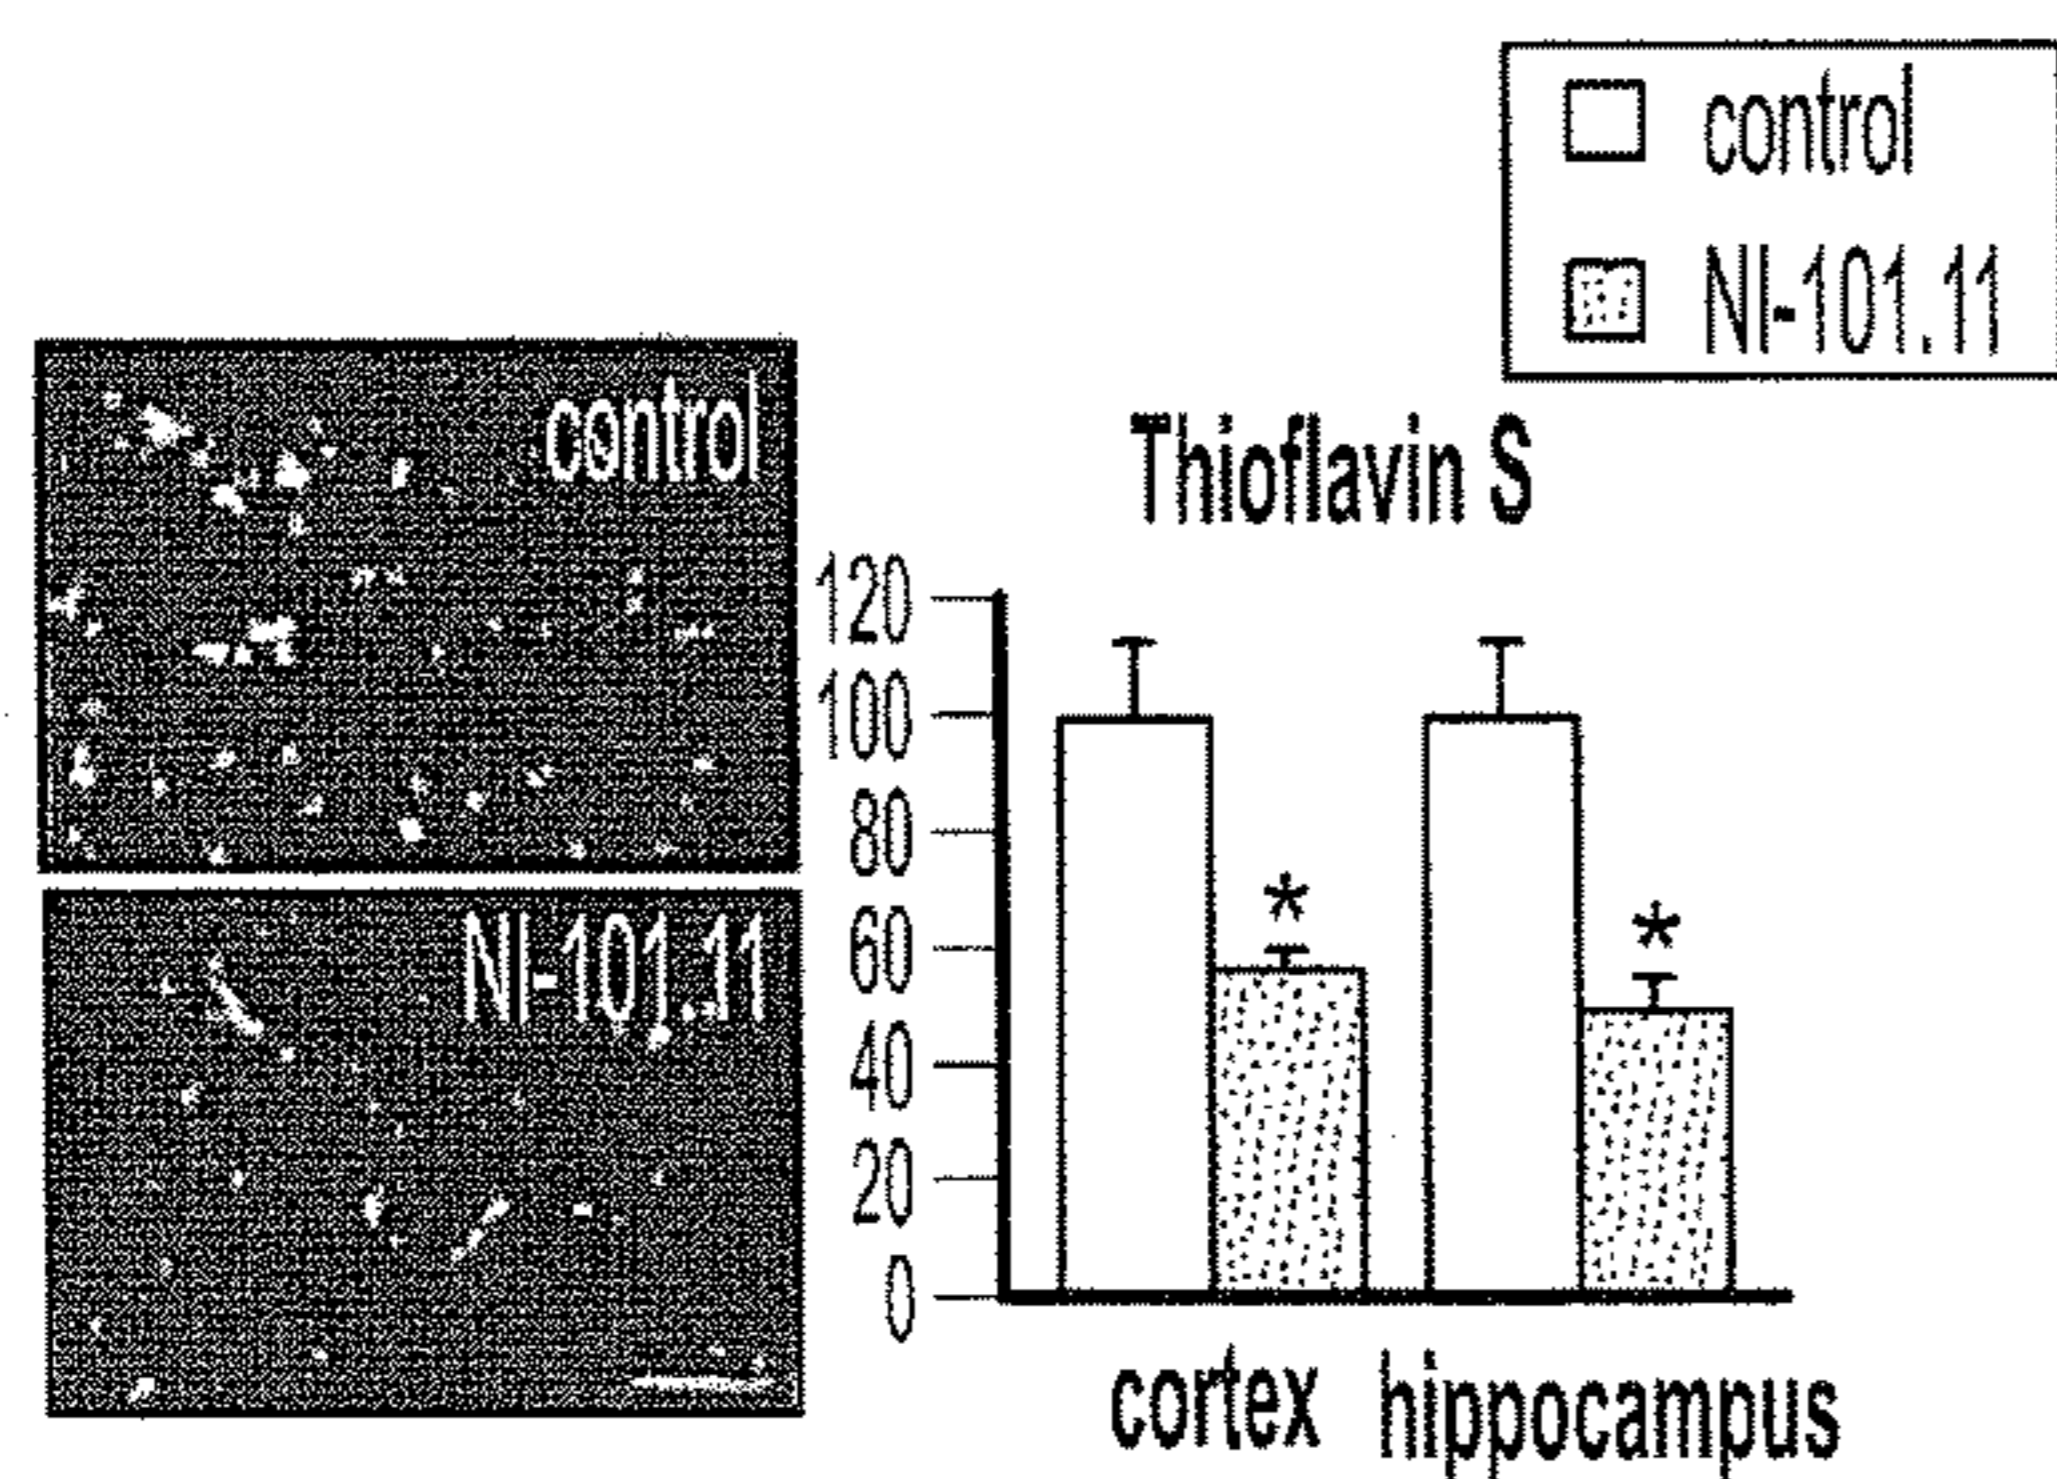 control
NI-101.11
control
NI-101.11
Thioflavin S
120
100
80
60
40
20
0
*
*
cortex hippocampus